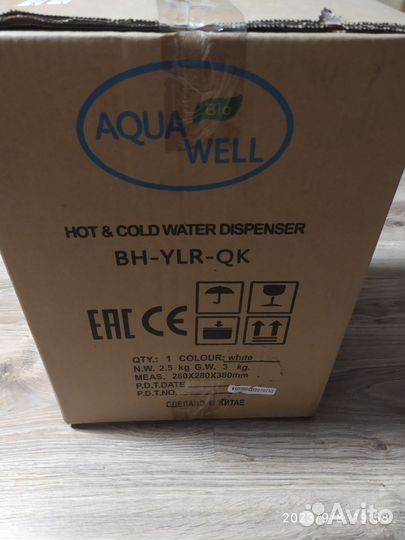 Bio
AQUA
WELL
HOT & COLD WATER DISPENSER
BH-YLR-QK
EAC CE
QTY.: 1 COLOUR: white
N.W. 2.5 kg G.W. 3 kg.
MEAS. 260X280X380mm
P.D.T.DATE
P.D.T.NO.
СДЕЛАНО В КИТАЕ
Avito